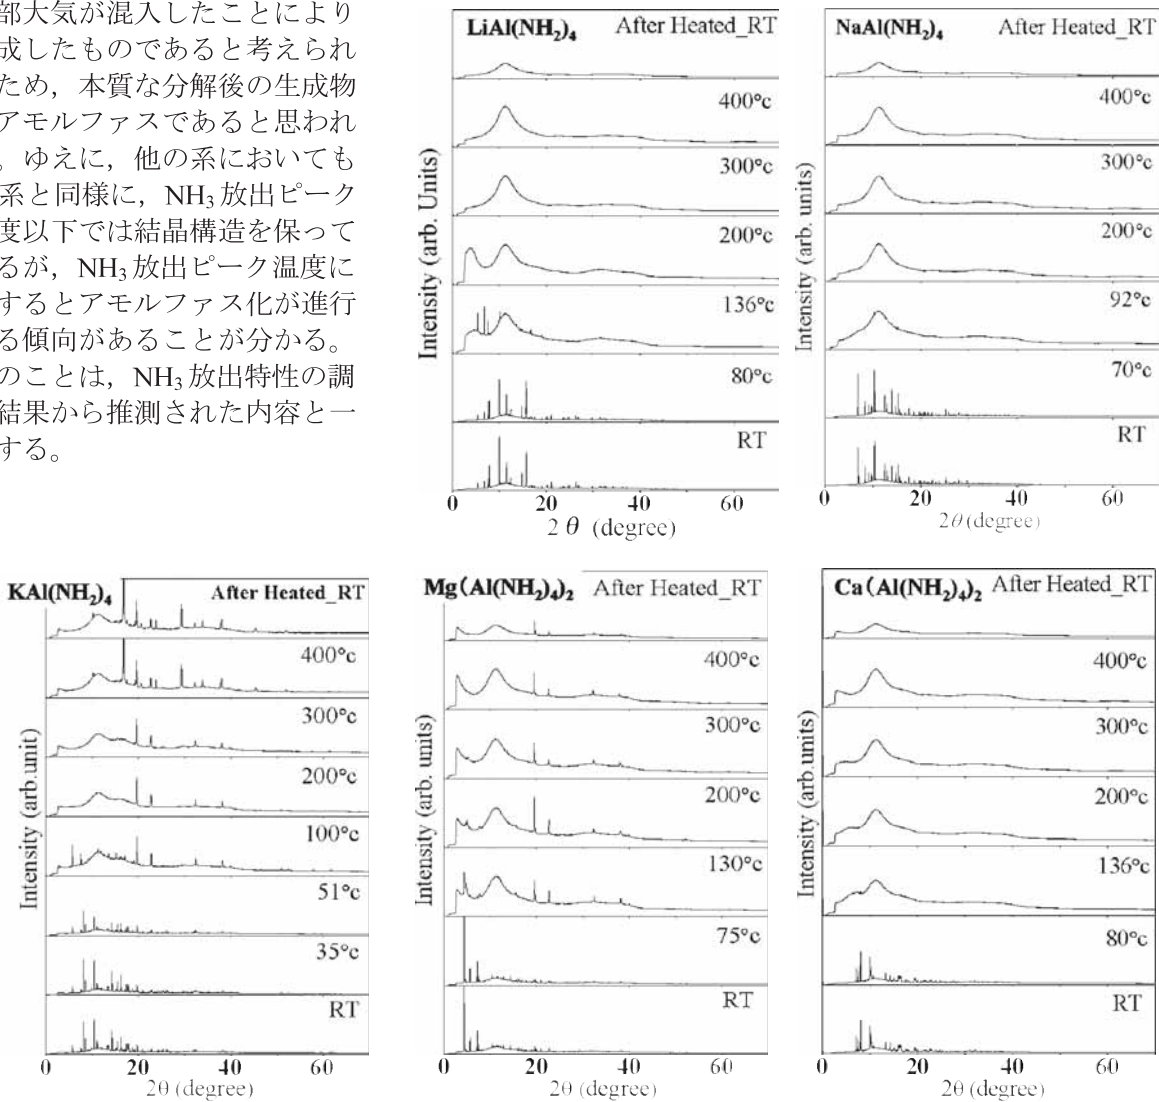 部大気が混入したことにより
成したものであると考えられ
ため，本質な分解後の生成物
アモルファスであると思われ
。ゆえに，他の系においても
系と同様に，NH₃放出ピーク
度以下では結晶構造を保って
るが，NH₃放出ピーク温度に
するとアモルファス化が進行
る傾向があることが分かる。
のことは，NH₃放出特性の調
結果から推測された内容と一
する。
LiAl(NH₂)₄ After Heated_RT
400°c
300°c
200°c
136°c
80°c
RT
Intensity (arb. Units)
0 20 40 60
2 θ (degree)
NaAl(NH₂)₄ After Heated_RT
400°c
300°c
200°c
92°c
70°c
RT
Intensity (arb. units)
0 20 40 60
2θ (degree)
KAl(NH₂)₄ After Heated_RT
400°c
300°c
200°c
100°c
51°c
35°c
RT
Intensity (arb.unit)
0 20 40 60
2θ (degree)
Mg(Al(NH₂)₄)₂ After Heated_RT
400°c
300°c
200°c
130°c
75°c
RT
Intensity (arb. units)
0 20 40 60
2θ (degree)
Ca(Al(NH₂)₄)₂ After Heated_RT
400°c
300°c
200°c
136°c
80°c
RT
Intensity (arb.units)
0 20 40 60
2θ (degree)